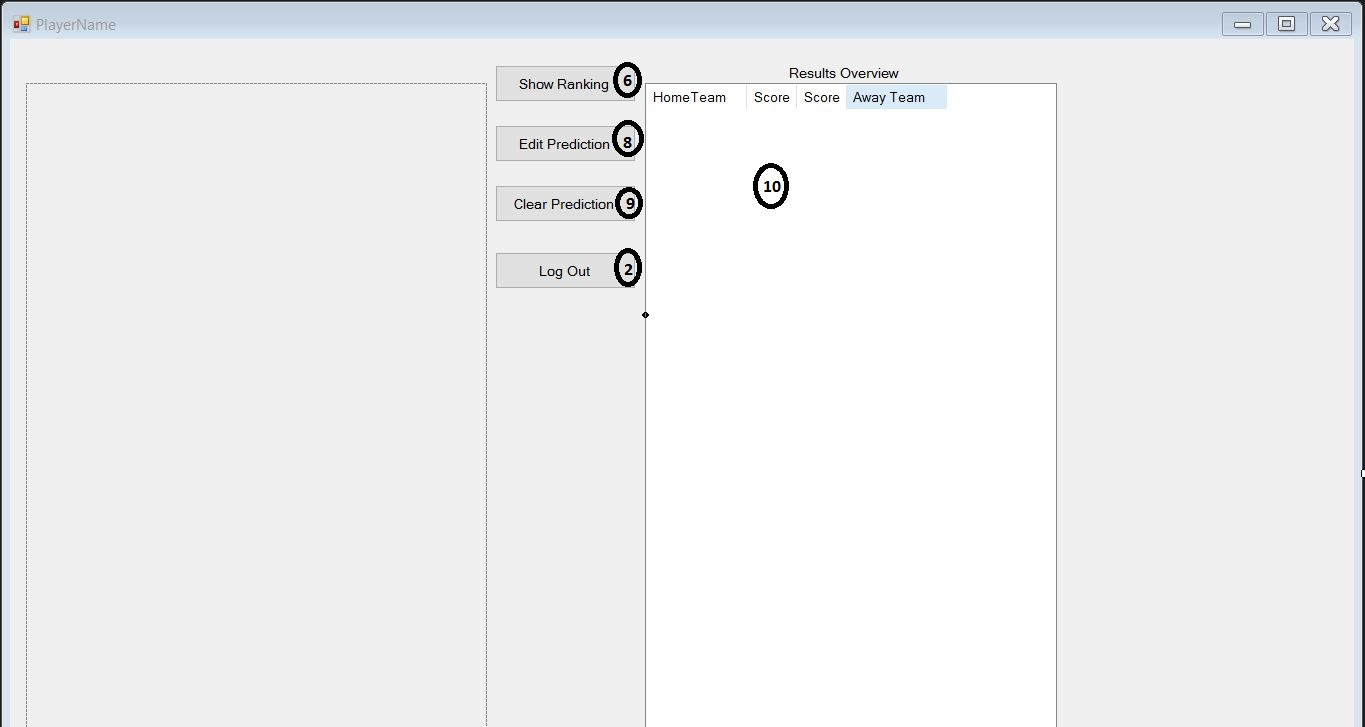 PlayerName
Show Ranking 6
Results Overview
HomeTeam Score Score Away Team
Edit Prediction 8
10
Clear Prediction 9
Log Out 2